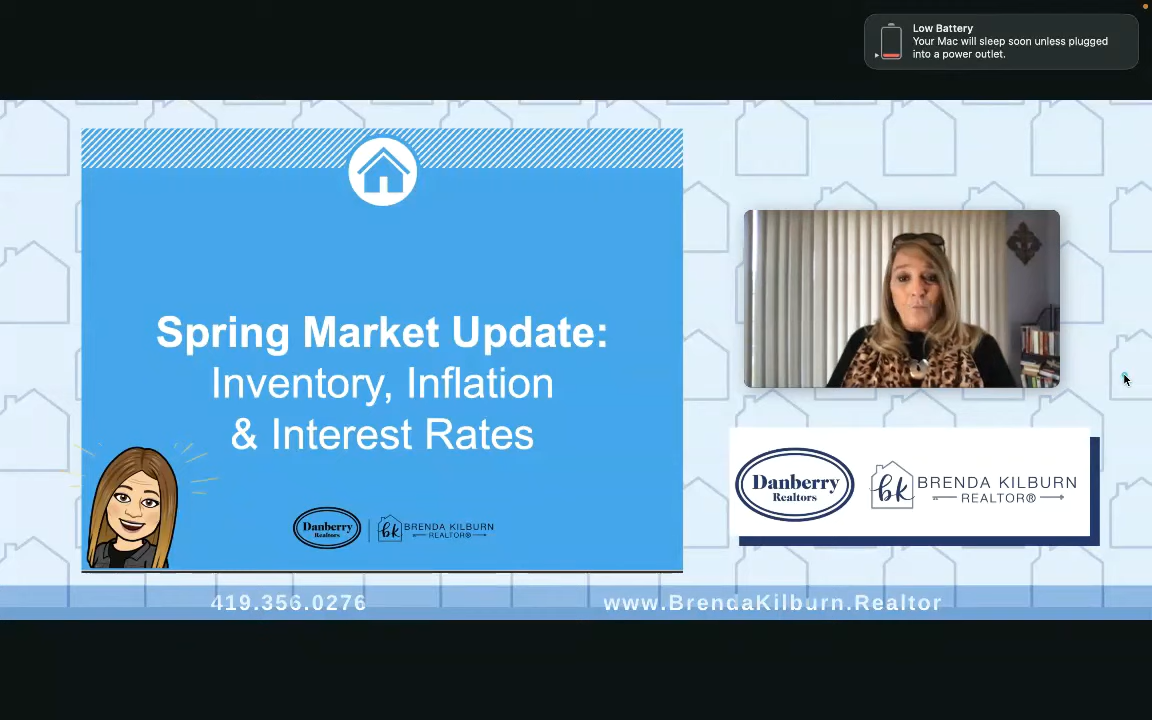 Low Battery
Your Mac will sleep soon unless plugged
into a power outlet.
Spring Market Update:
Inventory, Inflation
& Interest Rates
Danberry
Realtors
bk
BRENDA KILBURN
REALTOR®
Danberry
Realtors
bk
BRENDA KILBURN
REALTOR®
419.356.0276
www.BrendaKilburn.Realtor